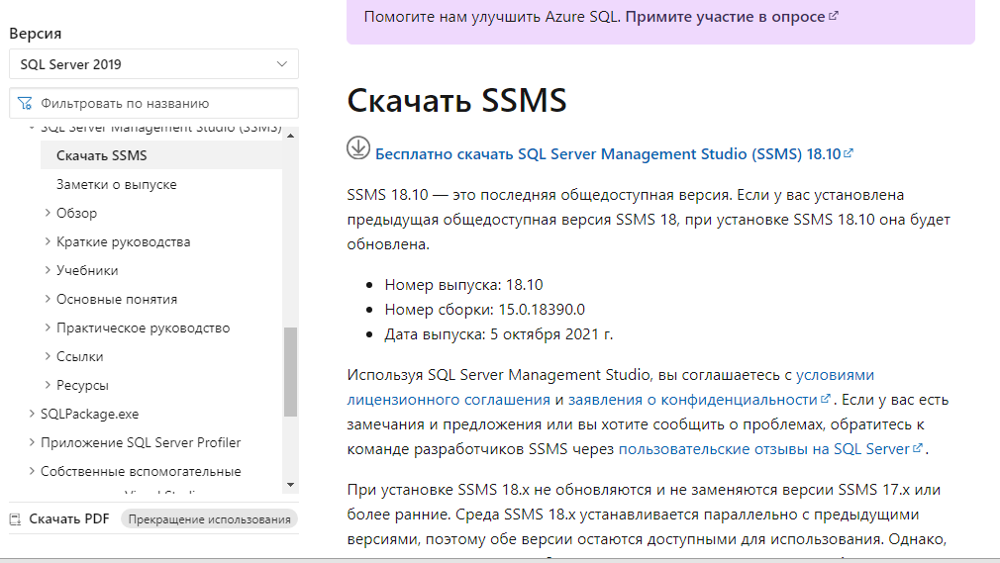 Помогите нам улучшить Azure SQL. Примите участие в опросе
Версия
SQL Server 2019
Фильтровать по названию
SQL Server Management Studio (SSMS)
Скачать SSMS
Заметки о выпуске
Обзор
Краткие руководства
Учебники
Основные понятия
Практическое руководство
Ссылки
Ресурсы
SQLPackage.exe
Приложение SQL Server Profiler
Собственные вспомогательные
Скачать PDF
Прекращение использования
Скачать SSMS
Бесплатно скачать SQL Server Management Studio (SSMS) 18.10
SSMS 18.10 — это последняя общедоступная версия. Если у вас установлена
предыдущая общедоступная версия SSMS 18, при установке SSMS 18.10 она будет
обновлена.
Номер выпуска: 18.10
Номер сборки: 15.0.18390.0
Дата выпуска: 5 октября 2021 г.
Используя SQL Server Management Studio, вы соглашаетесь с условиями
лицензионного соглашения и заявления о конфиденциальности. Если у вас есть
замечания и предложения или вы хотите сообщить о проблемах, обратитесь к
команде разработчиков SSMS через пользовательские отзывы на SQL Server.
При установке SSMS 18.x не обновляются и не заменяются версии SSMS 17.x или
более ранние. Среда SSMS 18.x устанавливается параллельно с предыдущими
версиями, поэтому обе версии остаются доступными для использования. Однако,